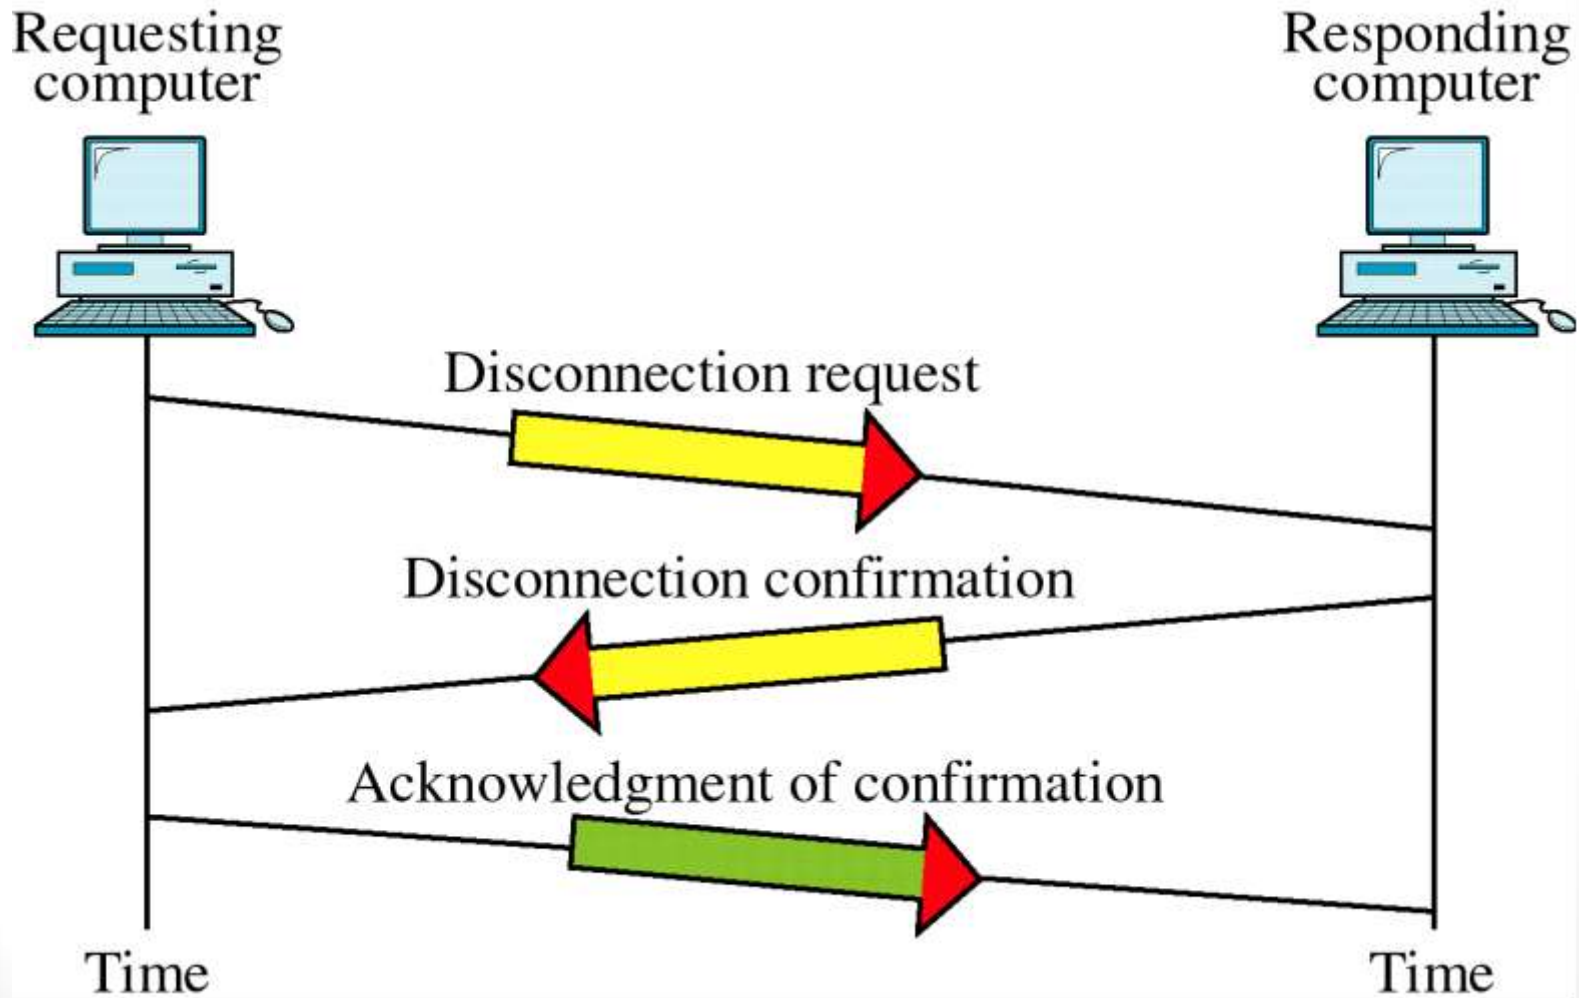 Requesting
computer
Responding
computer
Disconnection request
Disconnection confirmation
Acknowledgment of confirmation
Time
Time